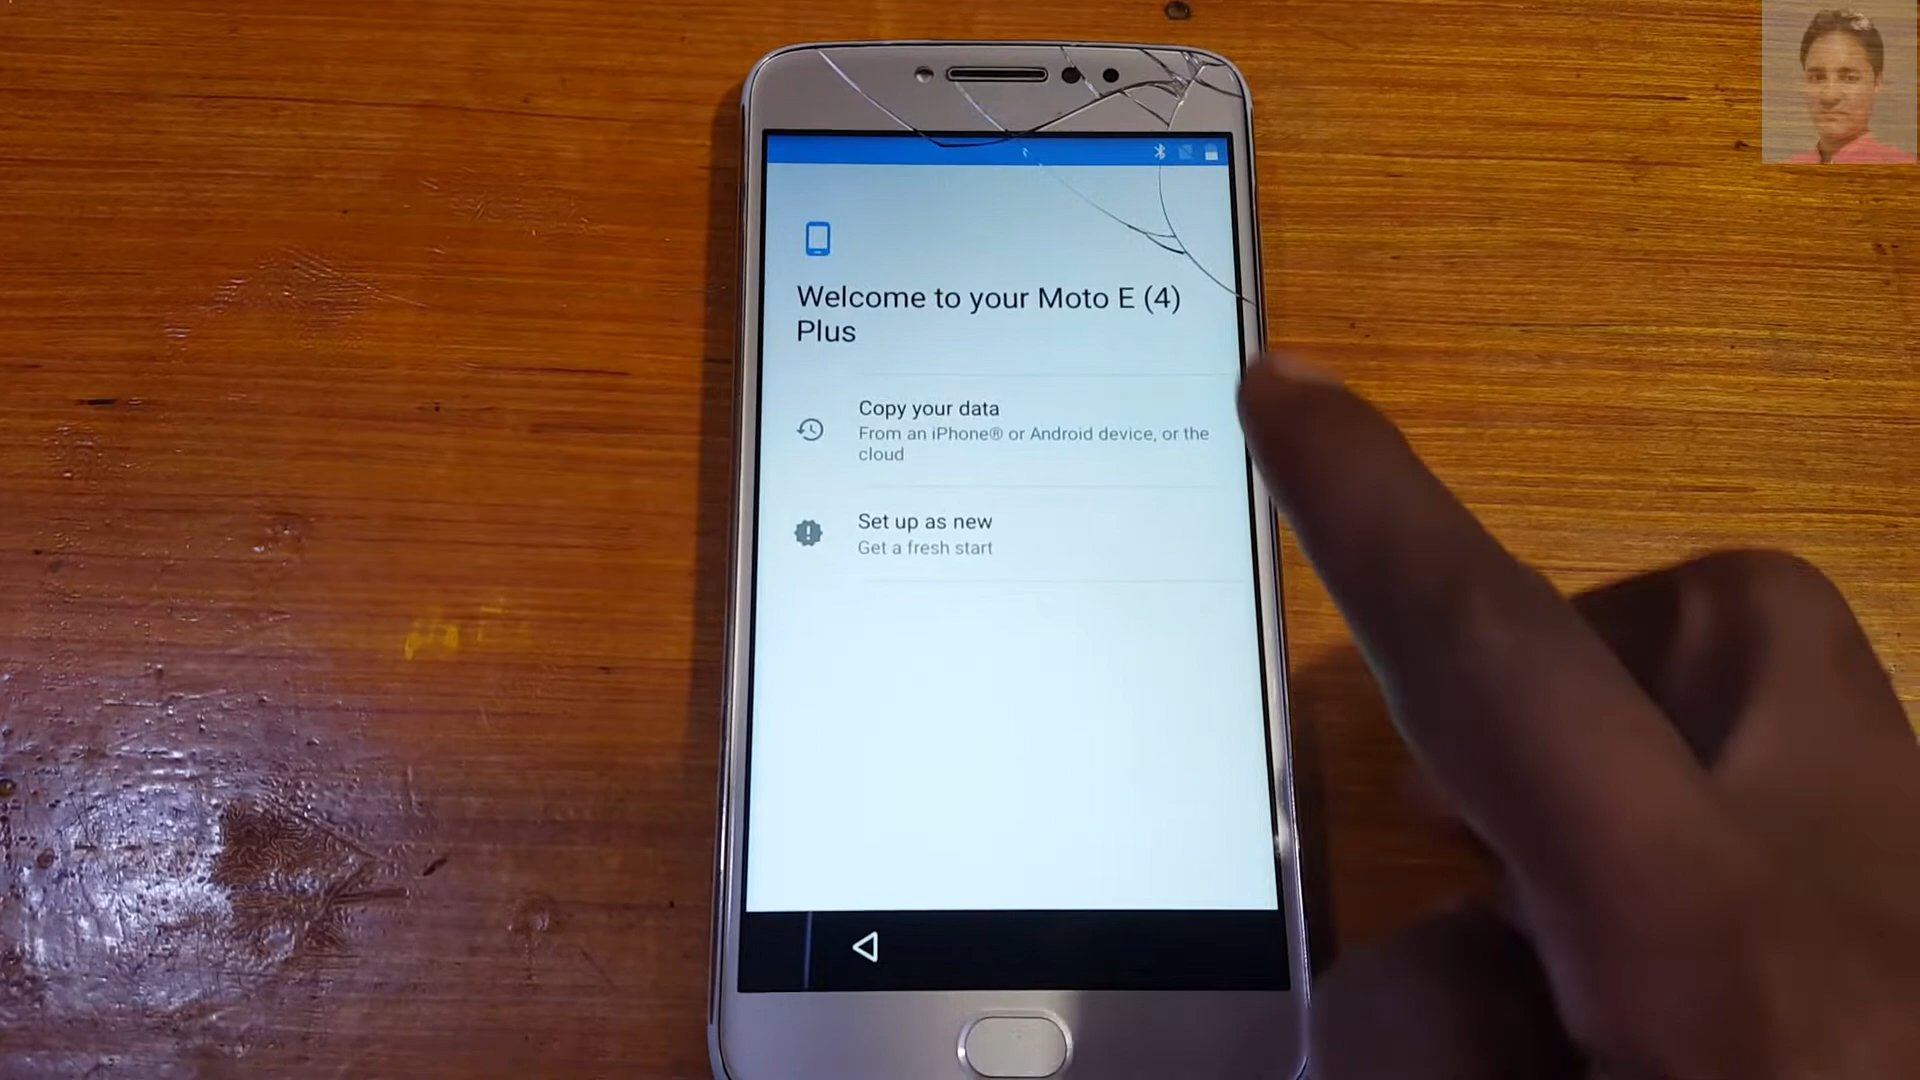 Welcome to your Moto E (4)
Plus
Copy your data
From an iPhone® or Android device, or the
cloud
Set up as new
Get a fresh start